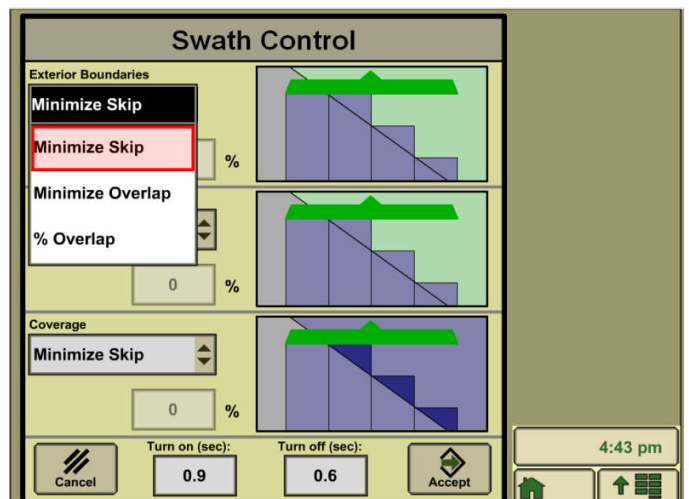 Swath Control
Exterior Boundaries
Minimize Skip
Minimize Skip
%
Minimize Overlap
% Overlap
0 %
Coverage
Minimize Skip
0 %
Turn on (sec): Turn off (sec):
Cancel 0.9 0.6 Accept
4:43 pm